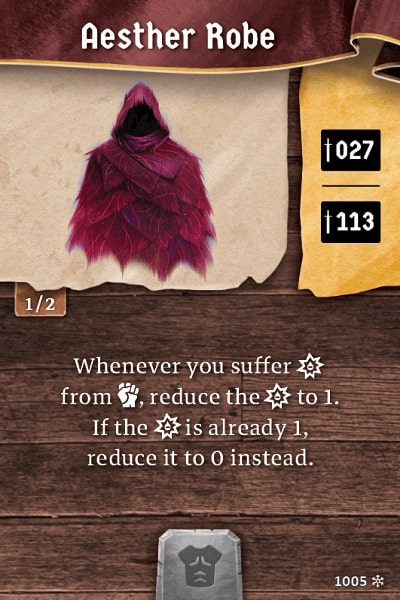 Aesther Robe
027
113
1/2
Whenever you suffer
from , reduce the to 1.
If the is already 1,
reduce it to 0 instead.
1005